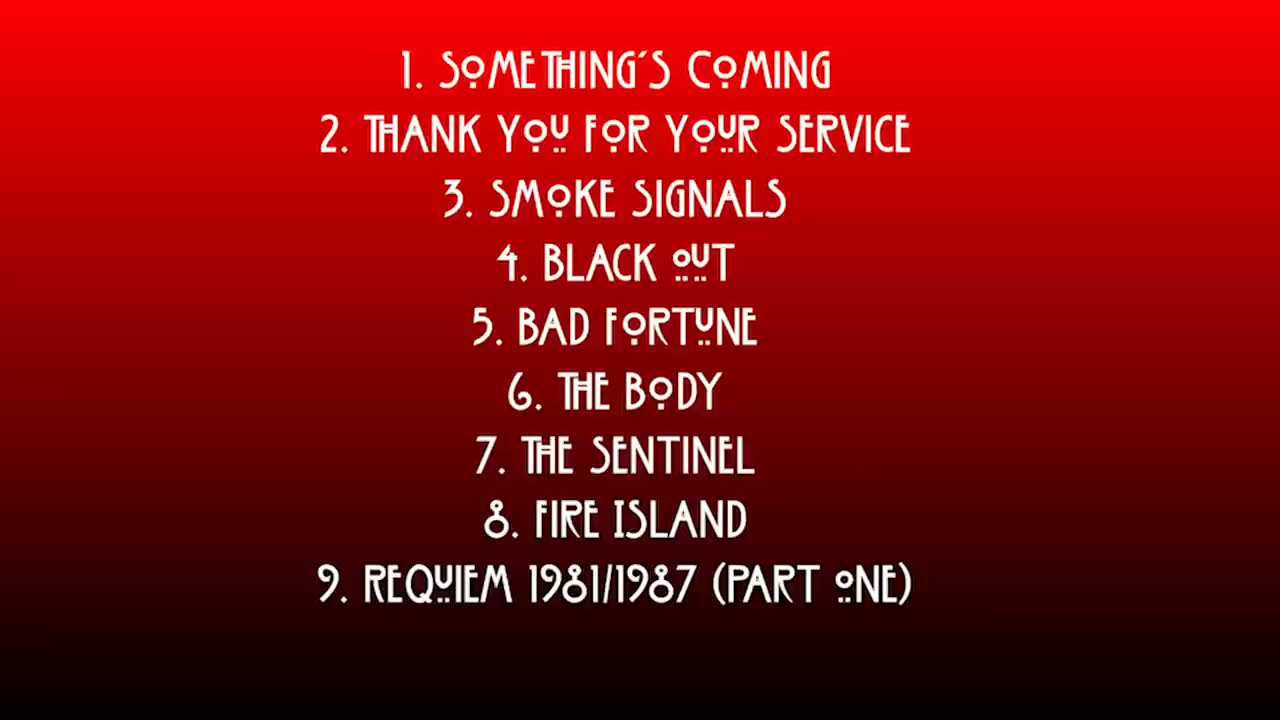 1. SOMETHING'S COMING
2. THANK YOU FOR YOUR SERVICE
3. SMOKE SIGNALS
4. BLACK OUT
5. BAD FORTUNE
6. THE BODY
7. THE SENTINEL
8. FIRE ISLAND
9. REQUIEM 1981/1987 (PART ONE)